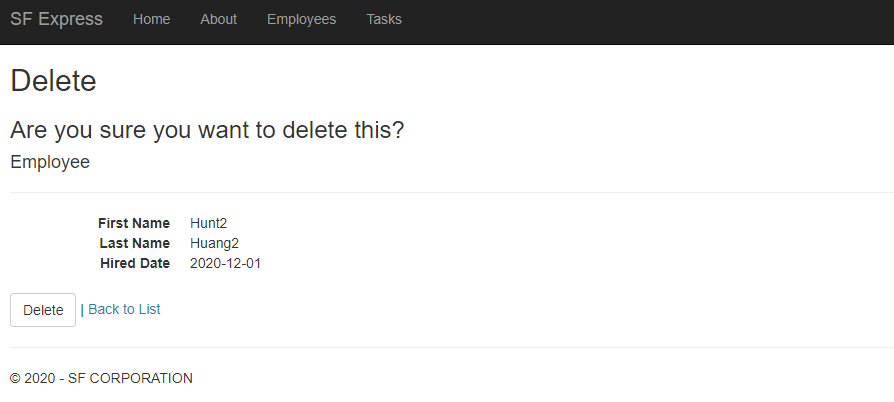 SF Express Home About Employees Tasks
Delete
Are you sure you want to delete this?
Employee
First Name Hunt2
Last Name Huang2
Hired Date 2020-12-01
Delete | Back to List
© 2020 - SF CORPORATION